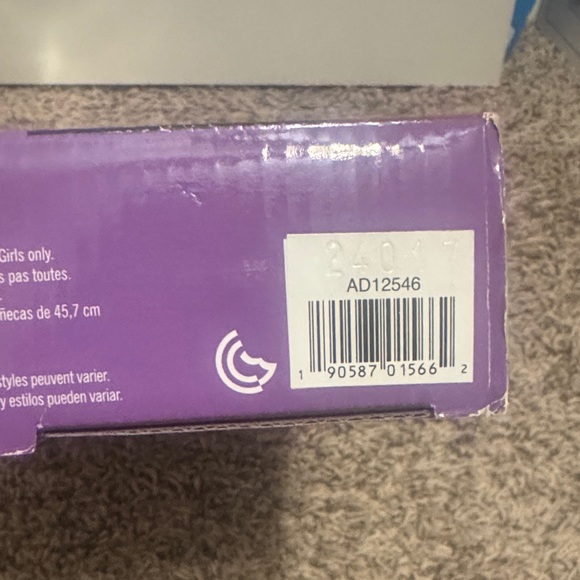 Girls only.
s pas toutes.
ñecas de 45,7 cm
styles peuvent varier.
y estilos pueden variar.
AD12546
1 90587 01566 2